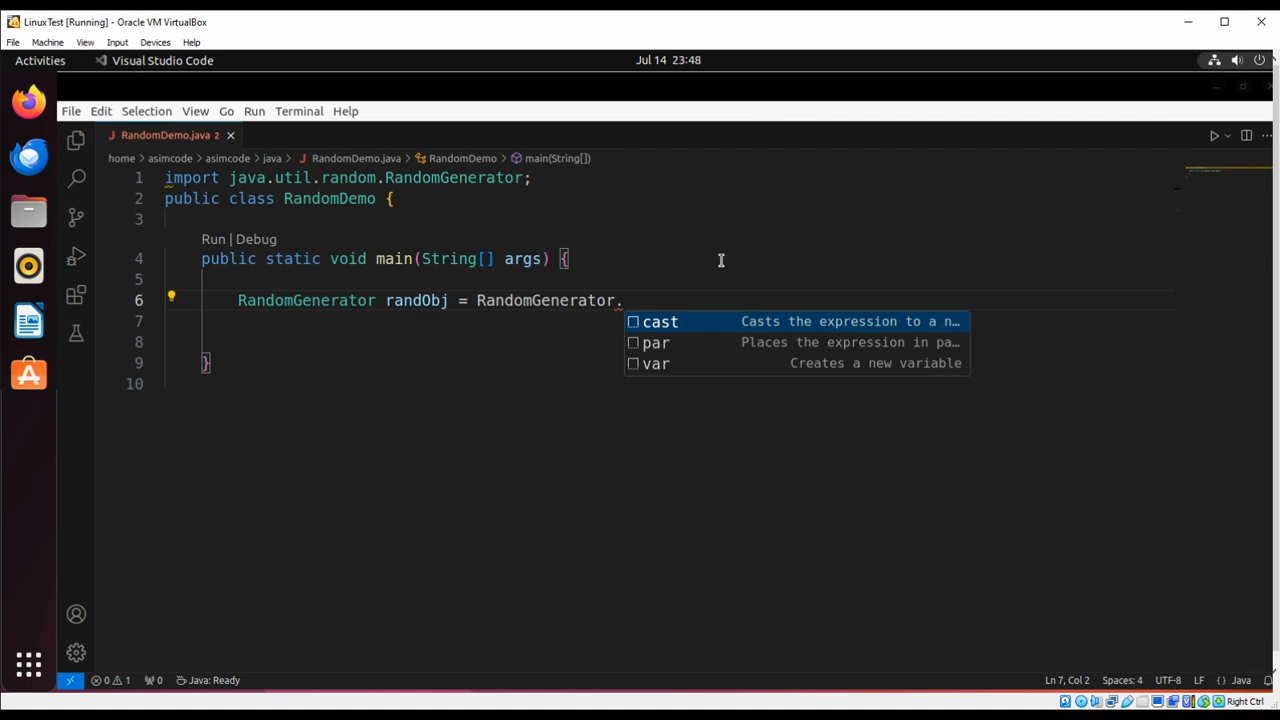 LinuxTest [Running] - Oracle VM VirtualBox
File Machine View Input Devices Help
Activities Visual Studio Code Jul 14 23:48
File Edit Selection View Go Run Terminal Help
J RandomDemo.java 2
home > asimcode > asimcode > java > J RandomDemo.java > RandomDemo > main(String[])
1 import java.util.random.RandomGenerator;
2 public class RandomDemo {
3
Run | Debug
4 public static void main(String[] args) {
5
6 RandomGenerator randObj = RandomGenerator.
7 cast Casts the expression to a n…
8 par Places the expression in pa…
9 } var Creates a new variable
10
0 1 0 Java: Ready Ln 7, Col 2 Spaces: 4 UTF-8 LF {} Java
Right Ctrl